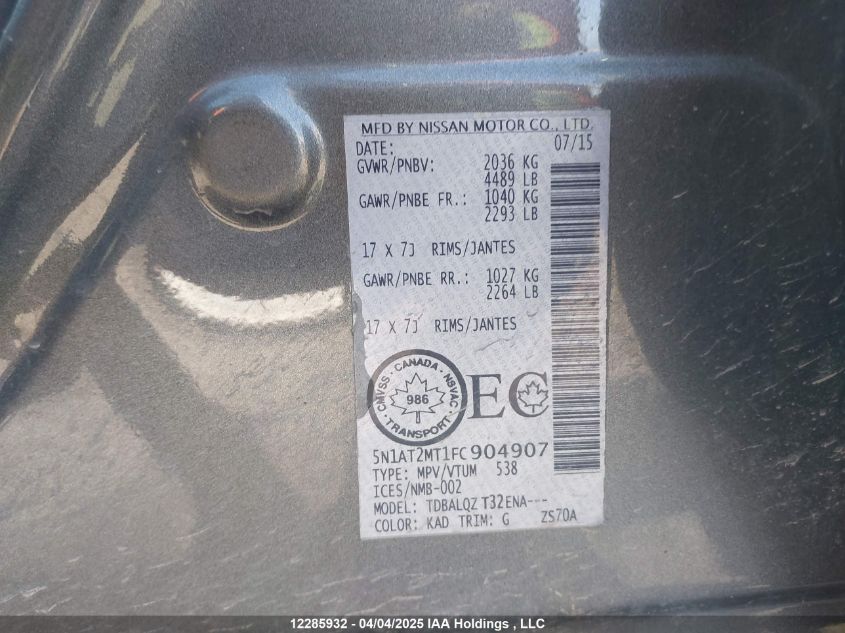 MFD BY NISSAN MOTOR CO., LTD.
DATE: 07/15
GVWR/PNBV: 2036 KG
4489 LB
GAWR/PNBE FR.: 1040 KG
2293 LB
17 X 7J RIMS/JANTES
GAWR/PNBE RR.: 1027 KG
2264 LB
17 X 7J RIMS/JANTES
CMVSS · CANADA · NSVAC · TRANSPORT ·
986
EC
5N1AT2MT1FC904907
TYPE: MPV/VTUM 538
ICES/NMB-002
MODEL: TDBALQZ T32ENA---
COLOR: KAD TRIM: G ZS70A
12285932 - 04/04/2025 IAA Holdings , LLC